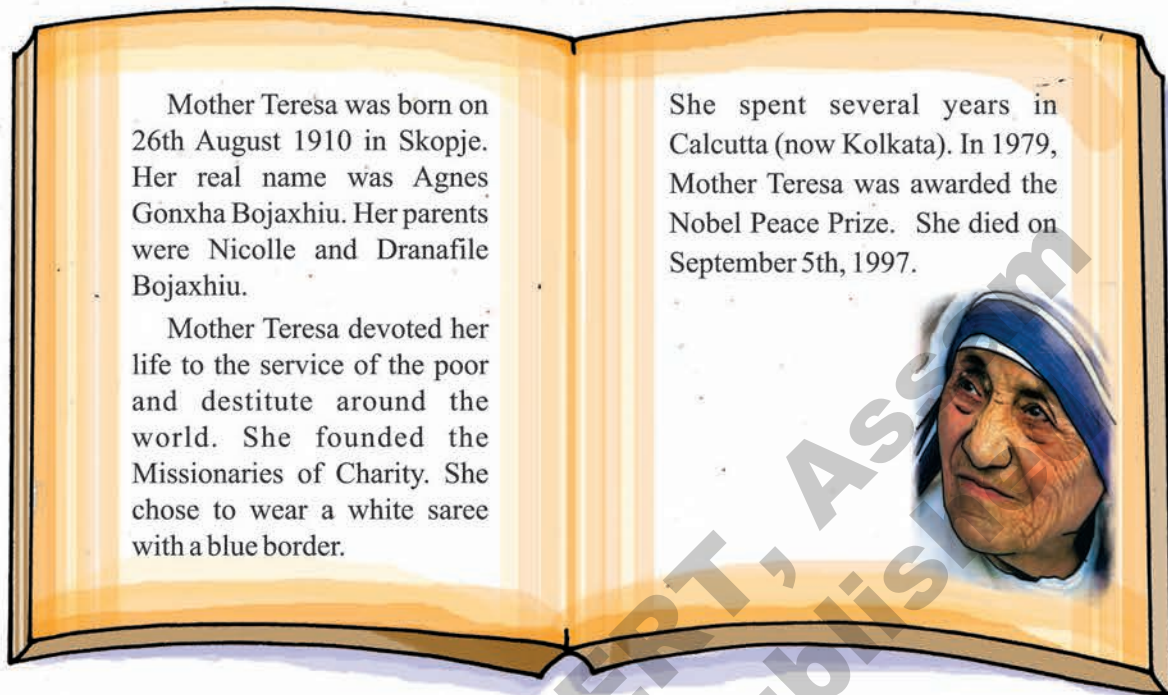 Mother Teresa was born on
26th August 1910 in Skopje.
Her real name was Agnes
Gonxha Bojaxhiu. Her parents
were Nicolle and Dranafile
Bojaxhiu.
Mother Teresa devoted her
life to the service of the poor
and destitute around the
world. She founded the
Missionaries of Charity. She
chose to wear a white saree
with a blue border.
She spent several years in
Calcutta (now Kolkata). In 1979,
Mother Teresa was awarded the
Nobel Peace Prize. She died on
September 5th, 1997.